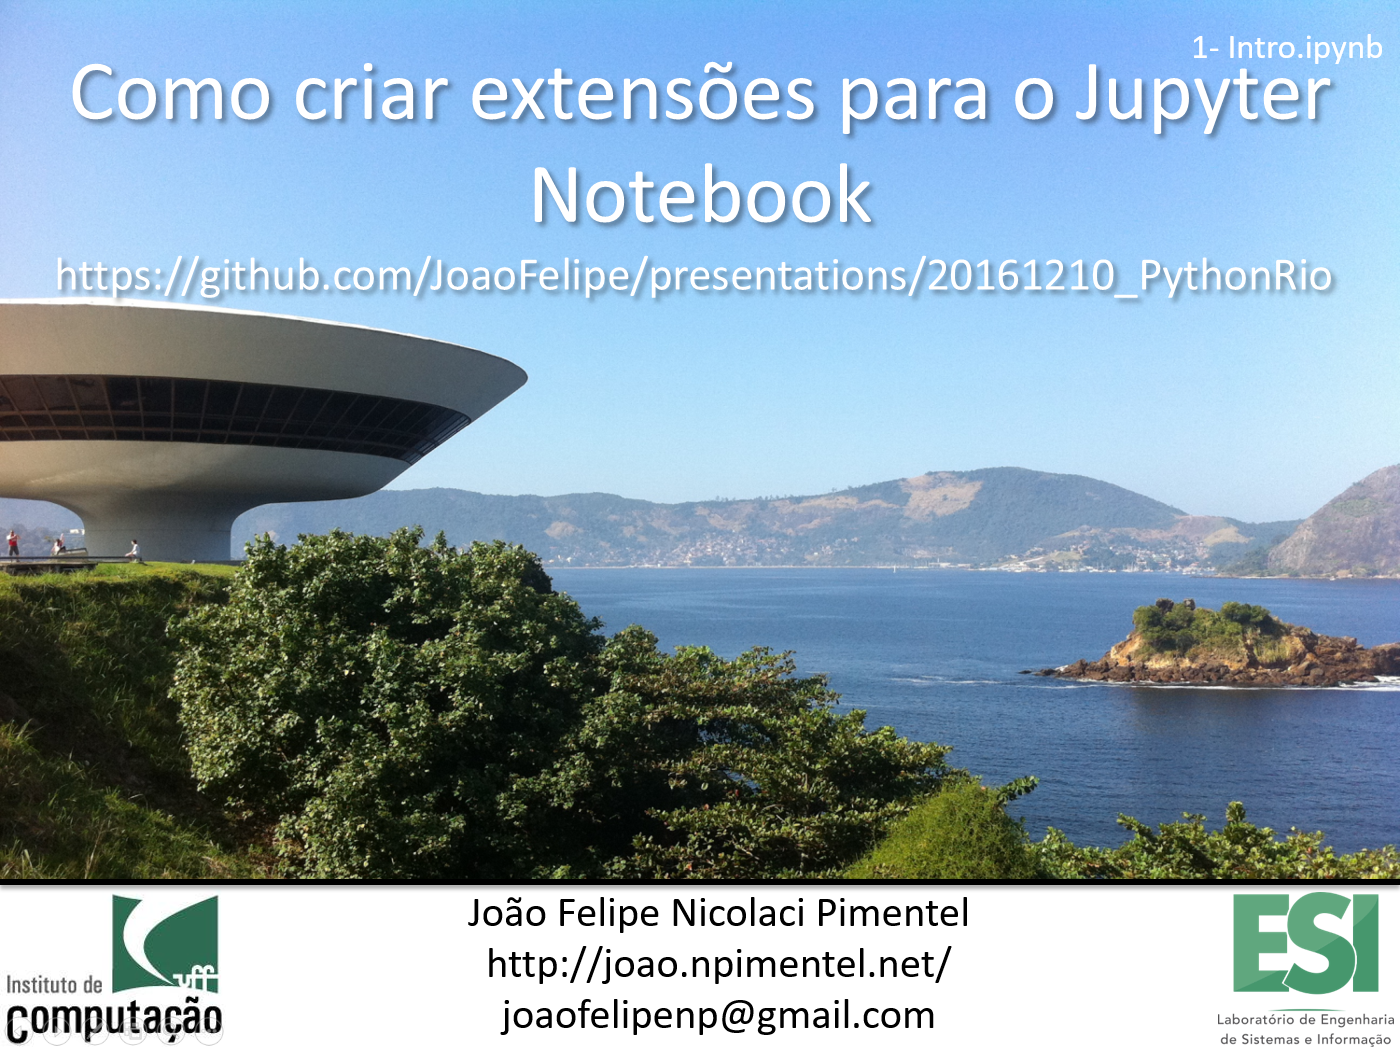 1- Intro.ipynb
Como criar extensões para o Jupyter
Notebook
https://github.com/JoaoFelipe/presentations/20161210_PythonRio
João Felipe Nicolaci Pimentel
http://joao.npimentel.net/
joaofelipenp@gmail.com
uff
Instituto de
computação
ESI
Laboratório de Engenharia
de Sistemas e Informação